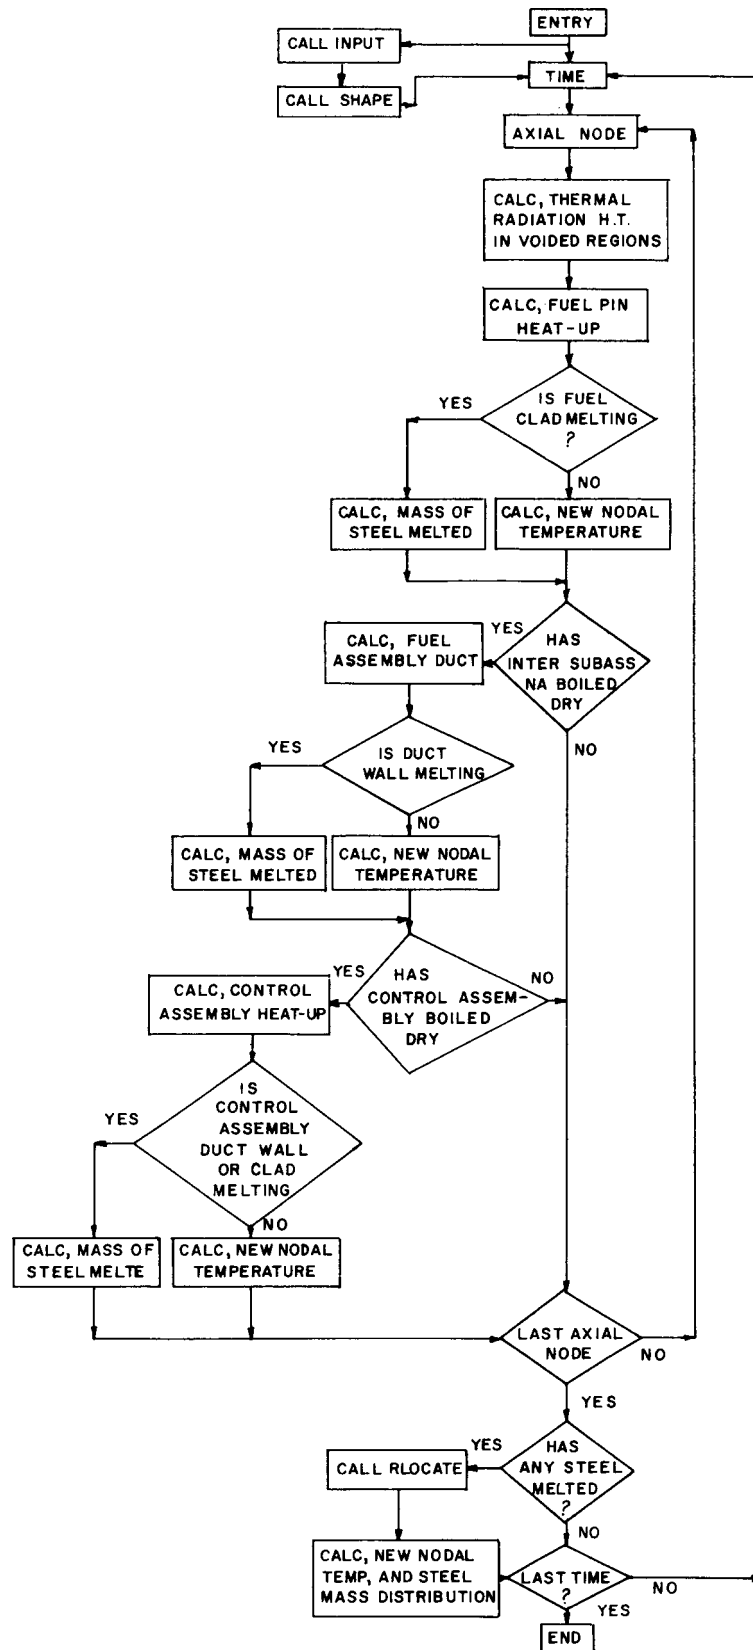 ENTRY
CALL INPUT
TIME
CALL SHAPE
AXIAL NODE
CALC, THERMAL
RADIATION H.T.
IN VOIDED REGIONS
CALC, FUEL PIN
HEAT-UP
IS FUEL
CLAD MELTING
?
YES
NO
CALC, MASS OF
STEEL MELTED
CALC, NEW NODAL
TEMPERATURE
HAS
INTER SUBASS
NA BOILED
DRY
YES
NO
CALC, FUEL
ASSEMBLY DUCT
IS DUCT
WALL MELTING
YES
NO
CALC, MASS OF
STEEL MELTED
CALC, NEW NODAL
TEMPERATURE
HAS
CONTROL ASSEM-
BLY BOILED
DRY
YES
NO
CALC, CONTROL
ASSEMBLY HEAT-UP
IS
CONTROL
ASSEMBLY
DUCT WALL
OR CLAD
MELTING
YES
NO
CALC, MASS OF
STEEL MELTE
CALC, NEW NODAL
TEMPERATURE
LAST AXIAL
NODE
NO
YES
HAS
ANY STEEL
MELTED
?
YES
NO
CALL RLOCATE
CALC, NEW NODAL
TEMP, AND STEEL
MASS DISTRIBUTION
LAST TIME
?
NO
YES
END